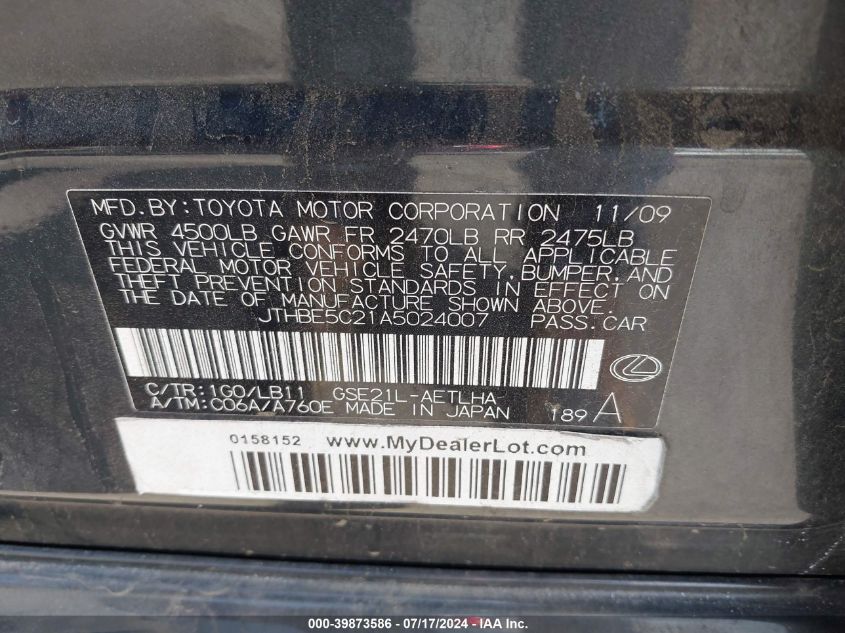 MFD.BY:TOYOTA MOTOR CORPORATION 11/09
GVWR 4500LB GAWR FR 2470LB RR 2475LB
THIS VEHICLE CONFORMS TO ALL APPLICABLE
FEDERAL MOTOR VEHICLE SAFETY,BUMPER,AND
THEFT PREVENTION STANDARDS IN EFFECT ON
THE DATE OF MANUFACTURE SHOWN ABOVE.
JTHBE5C21A5024007 PASS.CAR
C/TR:1G0/LB11 GSE21L-AETLHA
A/TM:C06A/A760E MADE IN JAPAN 189 A
0158152 www.MyDealerLot.com
000-39873586 - 07/17/2024 - IAA Inc.